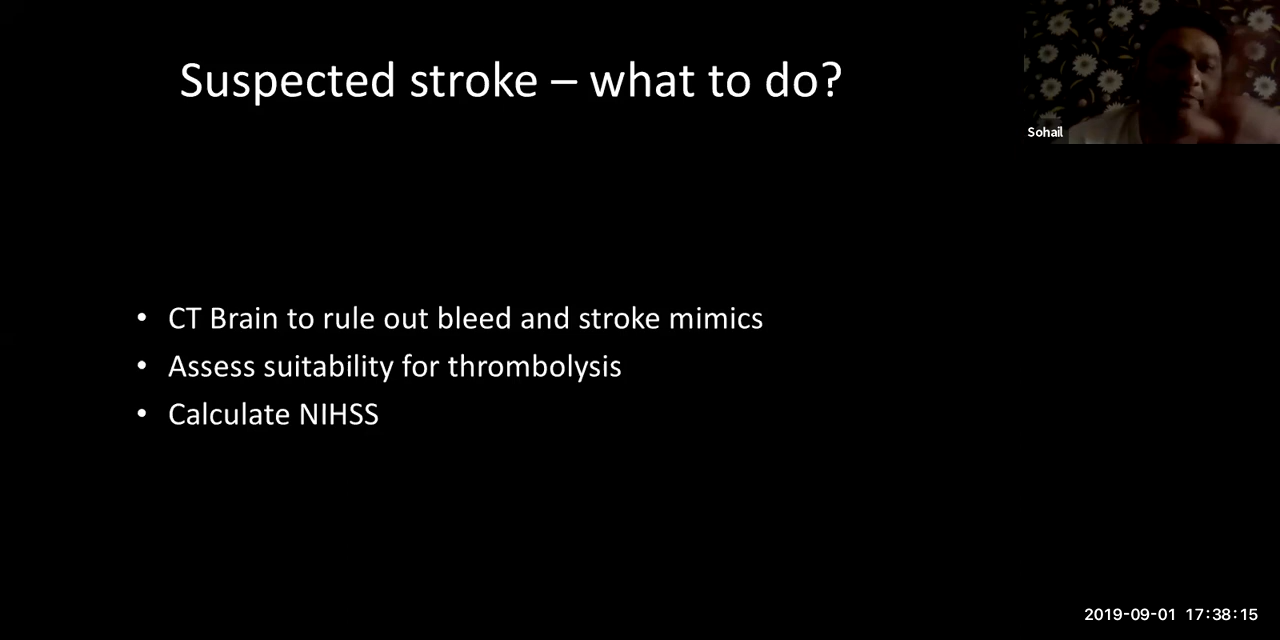 Suspected stroke – what to do?
Sohail
• CT Brain to rule out bleed and stroke mimics
• Assess suitability for thrombolysis
• Calculate NIHSS
2019-09-01 17:38:15